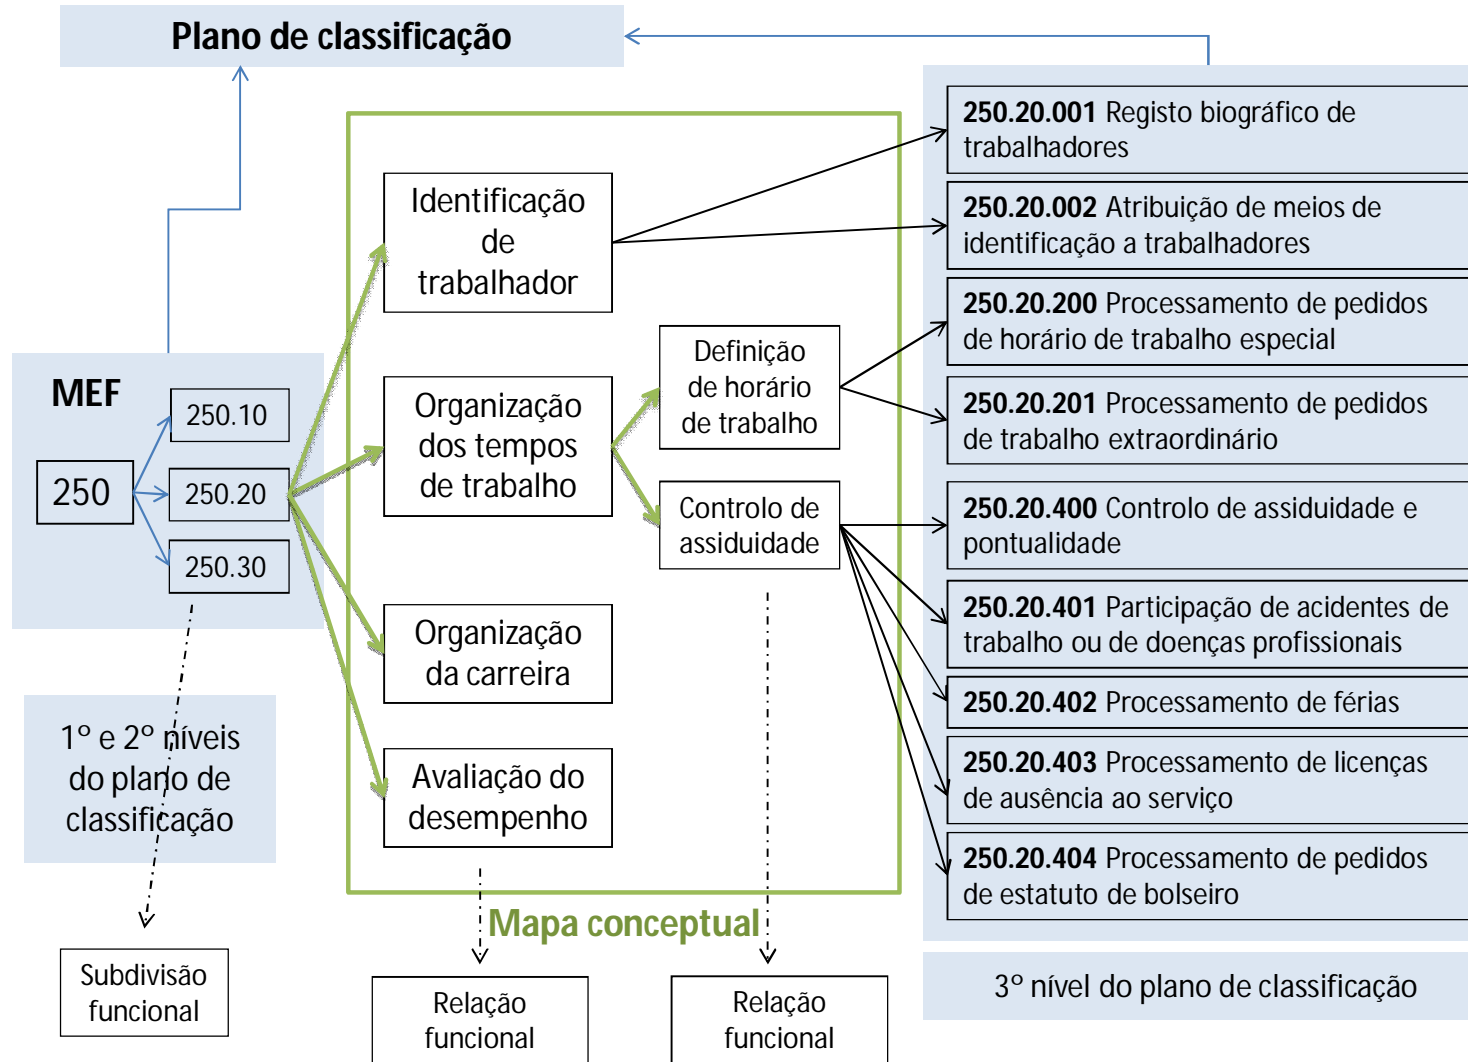 Plano de classificação
MEF
250
250.10
250.20
250.30
1º e 2º níveis
do plano de
classificação
Subdivisão
funcional
Identificação
de
trabalhador
Organização
dos tempos
de trabalho
Organização
da carreira
Avaliação do
desempenho
Definição
de horário
de trabalho
Controlo de
assiduidade
Mapa conceptual
Relação
funcional
Relação
funcional
250.20.001 Registo biográfico de
trabalhadores
250.20.002 Atribuição de meios de
identificação a trabalhadores
250.20.200 Processamento de pedidos
de horário de trabalho especial
250.20.201 Processamento de pedidos
de trabalho extraordinário
250.20.400 Controlo de assiduidade e
pontualidade
250.20.401 Participação de acidentes de
trabalho ou de doenças profissionais
250.20.402 Processamento de férias
250.20.403 Processamento de licenças
de ausência ao serviço
250.20.404 Processamento de pedidos
de estatuto de bolseiro
3º nível do plano de classificação